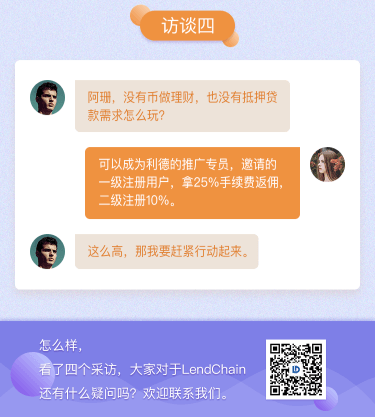 访谈四
阿珊，没有币做理财，也没有抵押贷
款需求怎么玩？
可以成为利德的推广专员，邀请的
一级注册用户，拿25%手续费返佣，
二级注册10%。
这么高，那我要赶紧行动起来。
怎么样，
看了四个采访，大家对于LendChain
还有什么疑问吗？欢迎联系我们。